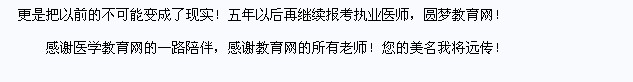 更是把以前的不可能变成了现实！五年以后再继续报考执业医师，圆梦教育网！
感谢医学教育网的一路陪伴，感谢教育网的所有老师！您的美名我将远传！